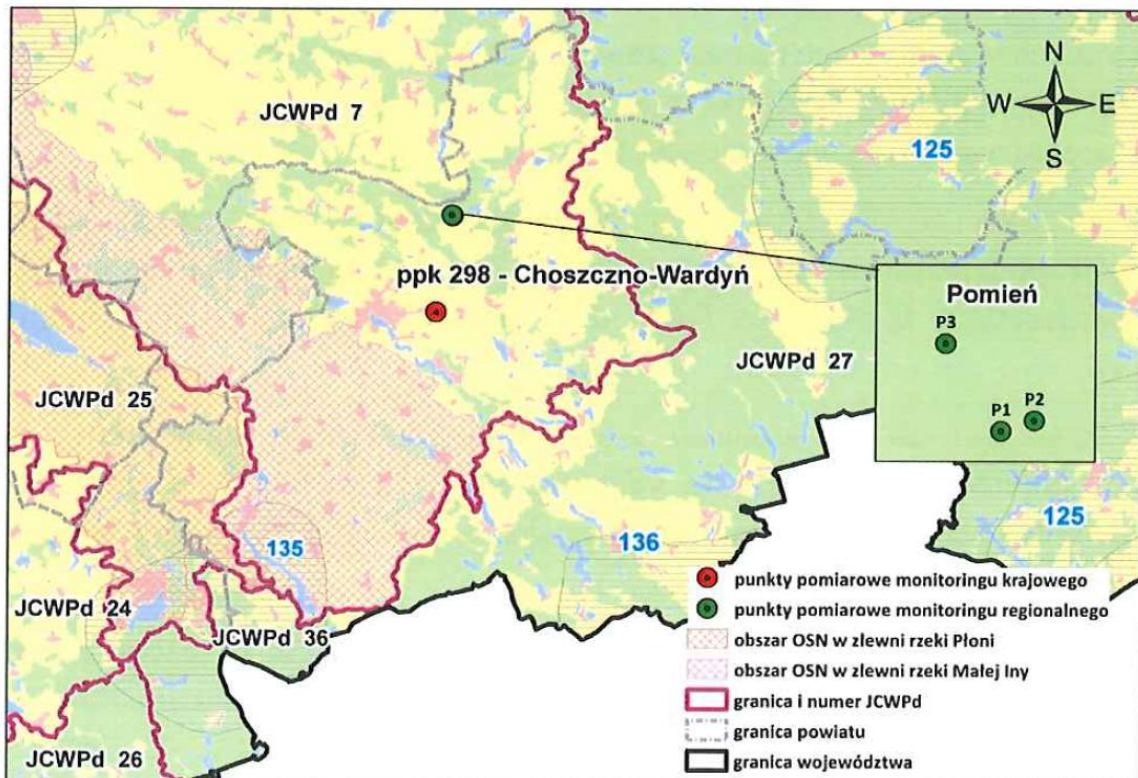 JCWPd 7
N
W E
S
125
ppk 298 - Choszczno-Wardyń
Pomień
P3
P1 P2
JCWPd 27
JCWPd 25
135
136
125
JCWPd 24
JCWPd 36
JCWPd 26
punkty pomiarowe monitoringu krajowego
punkty pomiarowe monitoringu regionalnego
obszar OSN w zlewni rzeki Płoni
obszar OSN w zlewni rzeki Małej Iny
granica i numer JCWPd
granica powiatu
granica województwa